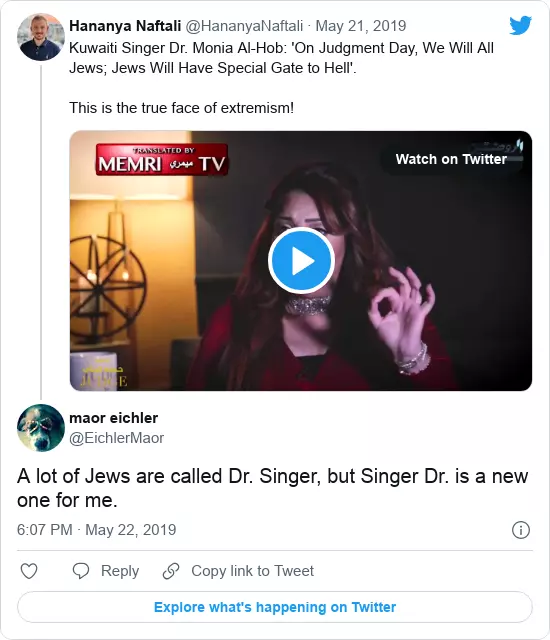 Hananya Naftali @HananyaNaftali · May 21, 2019
Kuwaiti Singer Dr. Monia Al-Hob: 'On Judgment Day, We Will All
Jews; Jews Will Have Special Gate to Hell'.
This is the true face of extremism!
TRANSLATED BY
MEMRI ميمري TV
Watch on Twitter
maor eichler
@EichlerMaor
A lot of Jews are called Dr. Singer, but Singer Dr. is a new
one for me.
6:07 PM · May 22, 2019
Reply
Copy link to Tweet
Explore what's happening on Twitter